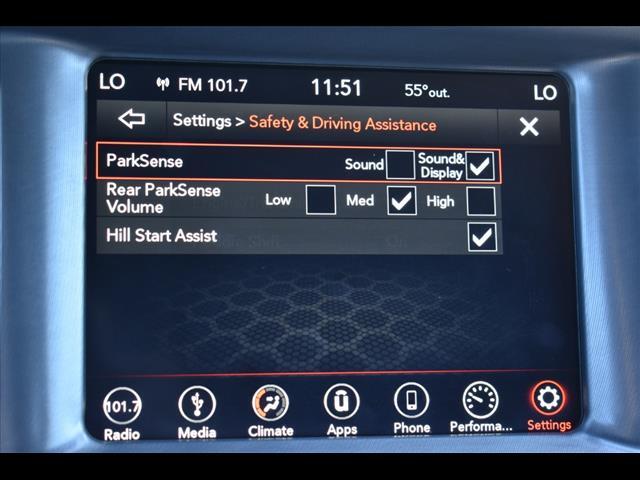 LO FM 101.7 11:51 55° out. LO
Settings > Safety & Driving Assistance
ParkSense Sound Sound& Display
Rear ParkSense Volume Low Med High
Hill Start Assist
101.7
Radio Media Climate Apps Phone Performa... Settings